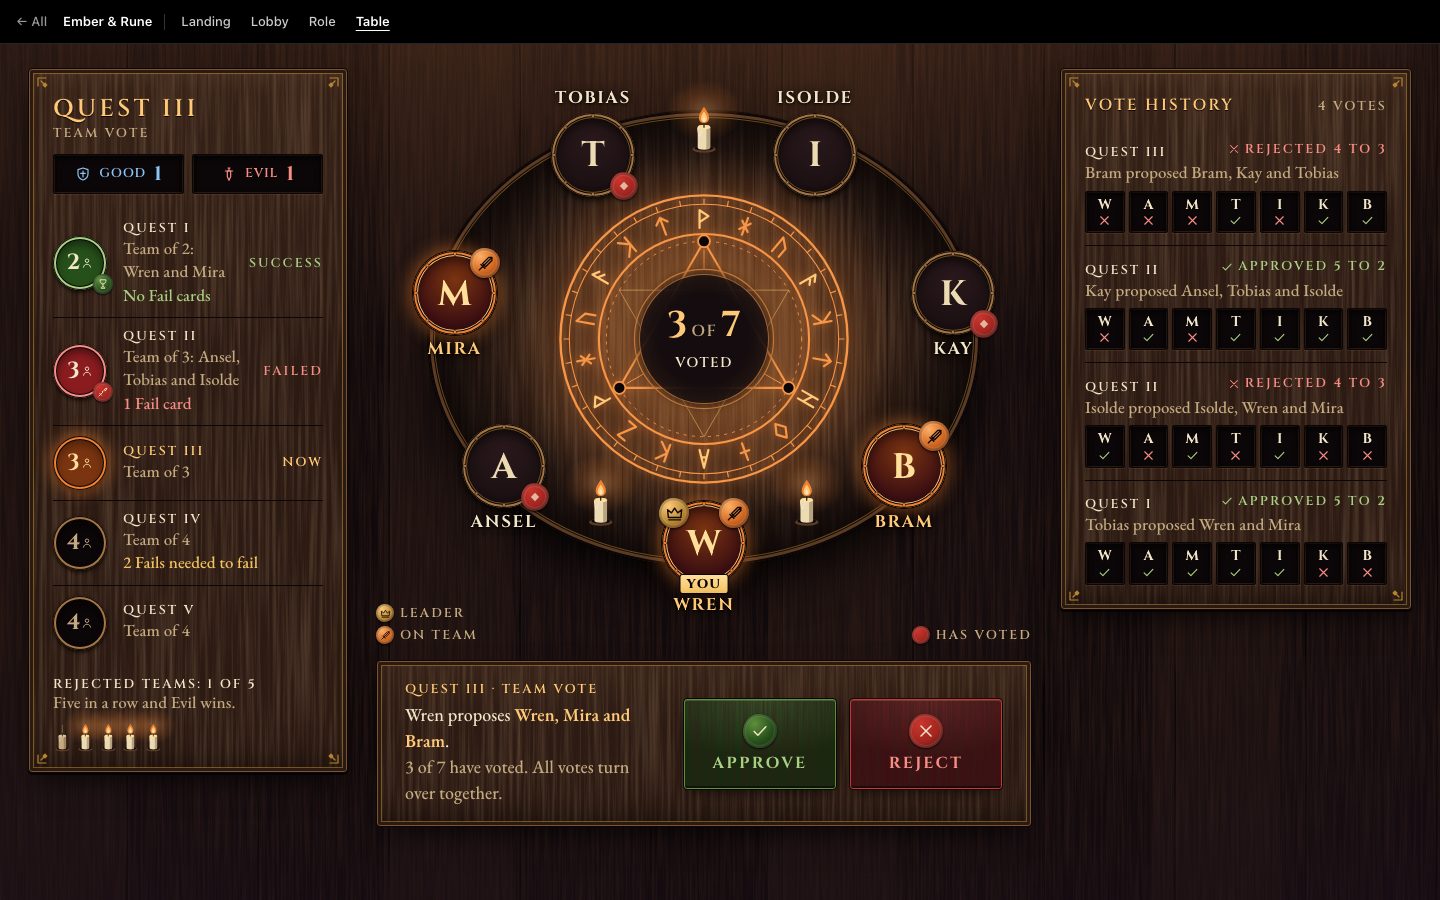 ← All Ember & Rune Landing Lobby Role Table
QUEST III
TEAM VOTE
GOOD 1 EVIL 1
QUEST I
Team of 2:
Wren and Mira
No Fail cards
2
SUCCESS
QUEST II
Team of 3: Ansel,
Tobias and Isolde
1 Fail card
3
FAILED
QUEST III
Team of 3
3
NOW
QUEST IV
Team of 4
2 Fails needed to fail
4
QUEST V
Team of 4
4
REJECTED TEAMS: 1 OF 5
Five in a row and Evil wins.
TOBIAS
T
ISOLDE
I
M
MIRA
K
KAY
3 OF 7
VOTED
A
ANSEL
B
BRAM
W
YOU
WREN
LEADER
ON TEAM
HAS VOTED
QUEST III · TEAM VOTE
Wren proposes Wren, Mira and
Bram.
3 of 7 have voted. All votes turn
over together.
APPROVE
REJECT
VOTE HISTORY 4 VOTES
QUEST III × REJECTED 4 TO 3
Bram proposed Bram, Kay and Tobias
W A M T I K B
× × × ✓ × ✓ ✓
QUEST II ✓ APPROVED 5 TO 2
Kay proposed Ansel, Tobias and Isolde
W A M T I K B
× ✓ × ✓ ✓ ✓ ✓
QUEST II × REJECTED 4 TO 3
Isolde proposed Isolde, Wren and Mira
W A M T I K B
✓ × ✓ × ✓ × ×
QUEST I ✓ APPROVED 5 TO 2
Tobias proposed Wren and Mira
W A M T I K B
✓ ✓ ✓ ✓ ✓ × ×